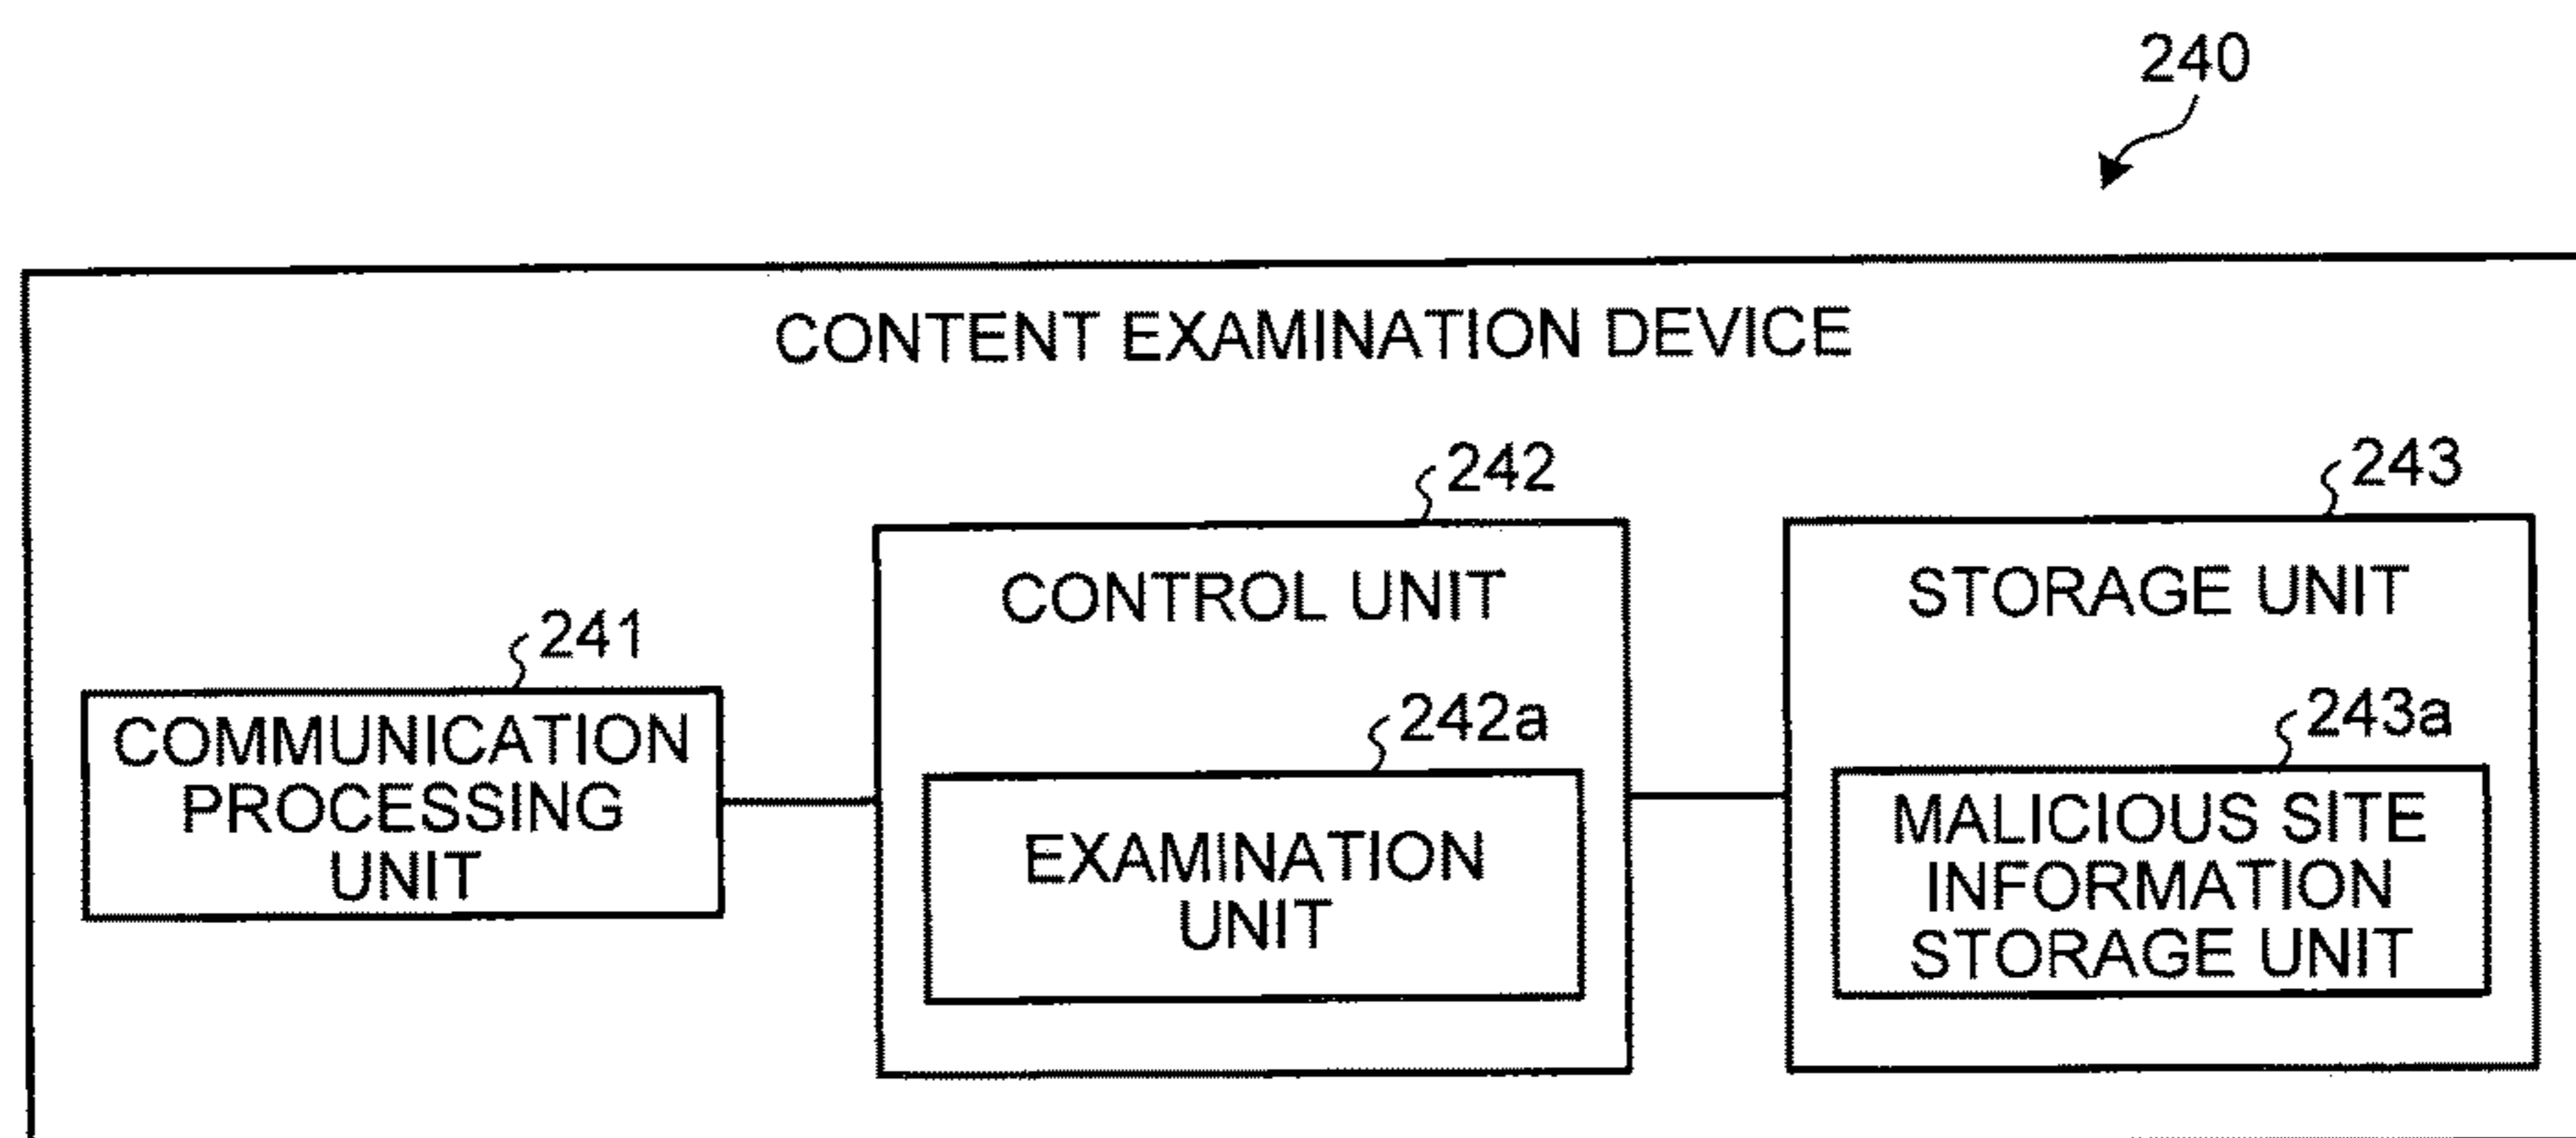 240
CONTENT EXAMINATION DEVICE
241
COMMUNICATION
PROCESSING
UNIT
242
CONTROL UNIT
242a
EXAMINATION
UNIT
243
STORAGE UNIT
243a
MALICIOUS SITE
INFORMATION
STORAGE UNIT